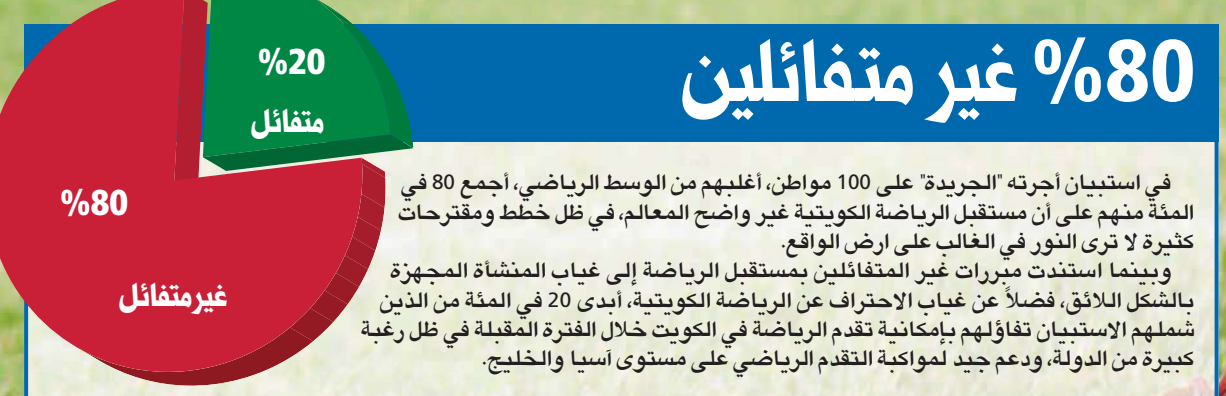 %80 غير متفائلين
%20
متفائل
%80
غيرمتفائل
في استبيان أجرته "الجريدة" على 100 مواطن، أغلبهم من الوسط الرياضي، أجمع 80 في
المئة منهم على أن مستقبل الرياضة الكويتية غير واضح المعالم، في ظل خطط ومقترحات
كثيرة لا ترى النور في الغالب على ارض الواقع.
وبينما استندت مبررات غير المتفائلين بمستقبل الرياضة إلى غياب المنشأة المجهزة
بالشكل اللائق، فضلاً عن غياب الاحتراف عن الرياضة الكويتية، أبدى 20 في المئة من الذين
شملهم الاستبيان تفاؤلهم بإمكانية تقدم الرياضة في الكويت خلال الفترة المقبلة في ظل رغبة
كبيرة من الدولة، ودعم جيد لمواكبة التقدم الرياضي على مستوى آسيا والخليج.